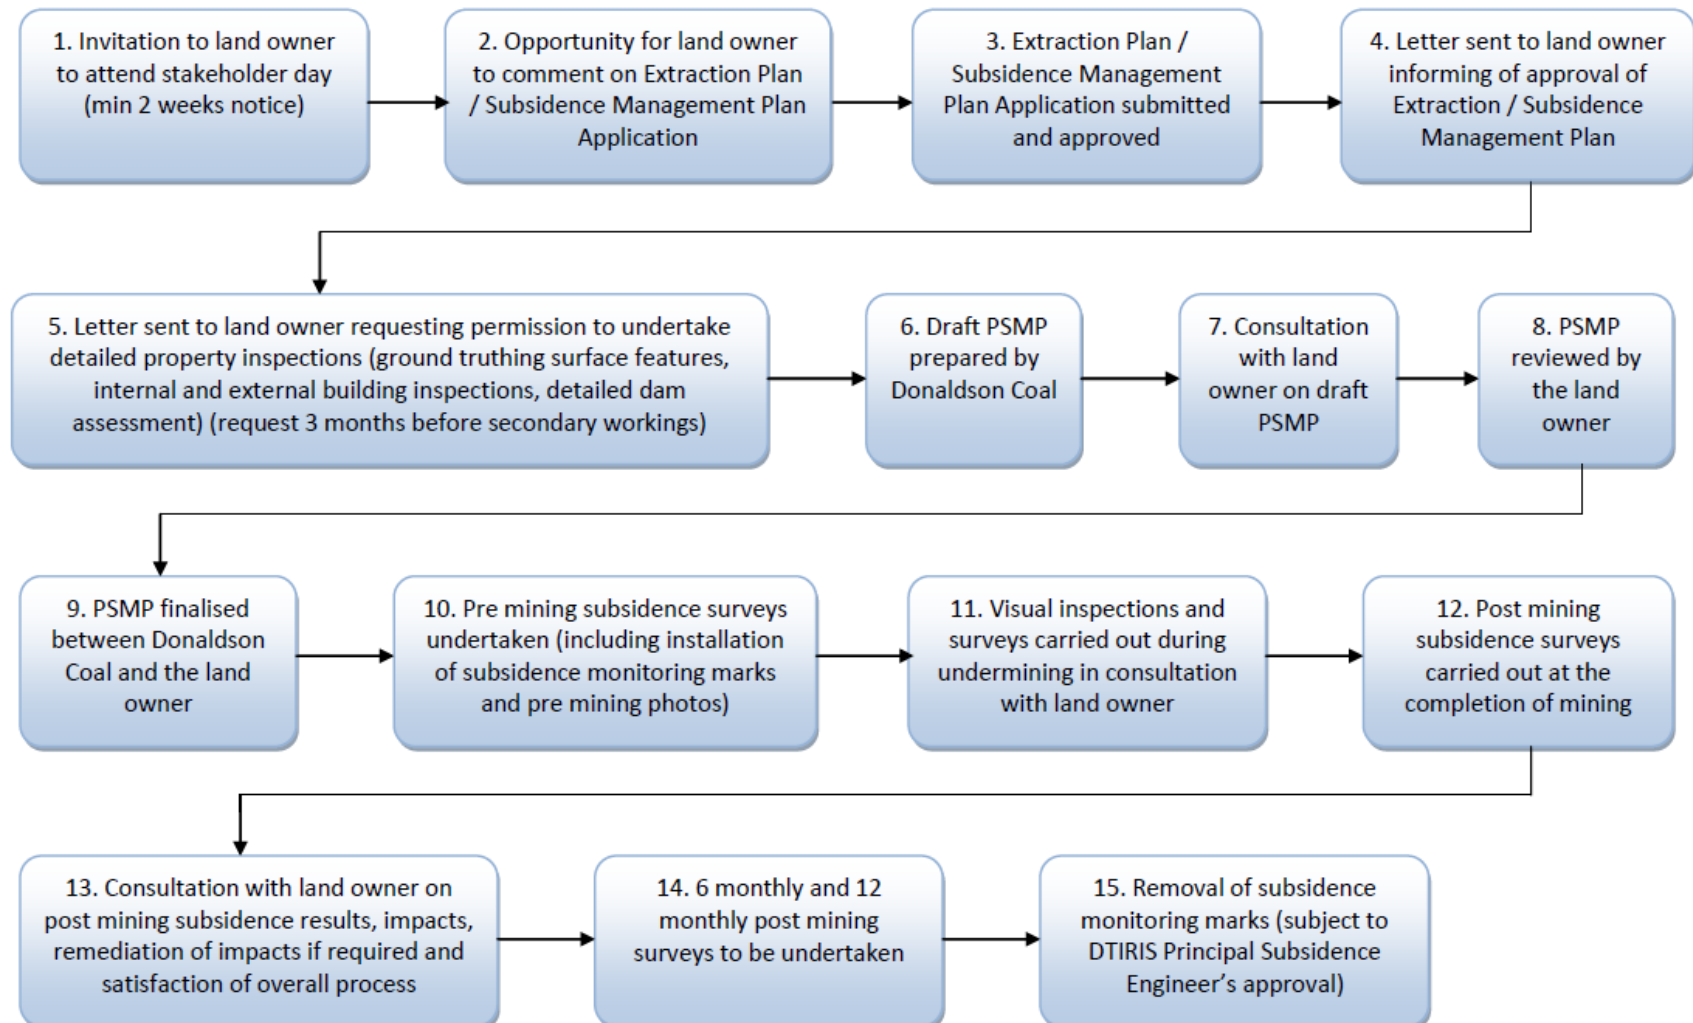 1. Invitation to land owner
to attend stakeholder day
(min 2 weeks notice)
2. Opportunity for land owner
to comment on Extraction Plan
/ Subsidence Management Plan
Application
3. Extraction Plan /
Subsidence Management
Plan Application submitted
and approved
4. Letter sent to land owner
informing of approval of
Extraction / Subsidence
Management Plan
5. Letter sent to land owner requesting permission to undertake
detailed property inspections (ground truthing surface features,
internal and external building inspections, detailed dam
assessment) (request 3 months before secondary workings)
6. Draft PSMP
prepared by
Donaldson Coal
7. Consultation
with land
owner on draft
PSMP
8. PSMP
reviewed by
the land
owner
9. PSMP finalised
between Donaldson
Coal and the land
owner
10. Pre mining subsidence surveys
undertaken (including installation
of subsidence monitoring marks
and pre mining photos)
11. Visual inspections and
surveys carried out during
undermining in consultation
with land owner
12. Post mining
subsidence surveys
carried out at the
completion of mining
13. Consultation with land owner on
post mining subsidence results, impacts,
remediation of impacts if required and
satisfaction of overall process
14. 6 monthly and 12
monthly post mining
surveys to be undertaken
15. Removal of subsidence
monitoring marks (subject to
DTIRIS Principal Subsidence
Engineer’s approval)